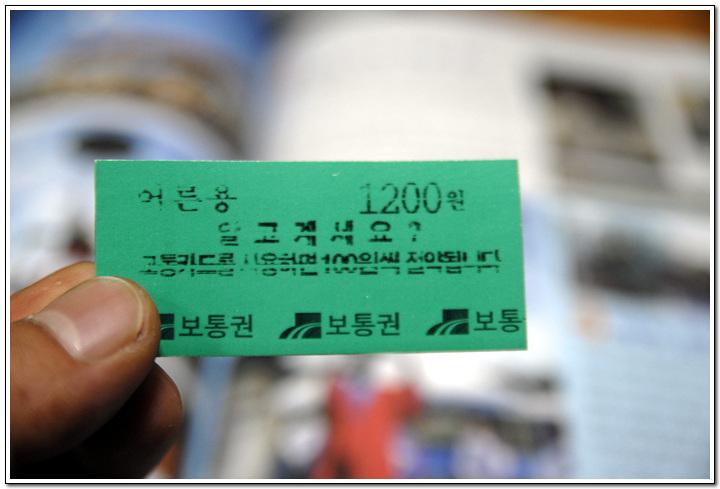 어른용 1200원
알고계세요?
교통카드를 사용하면 100원씩 절약됩니다
보통권 보통권 보통